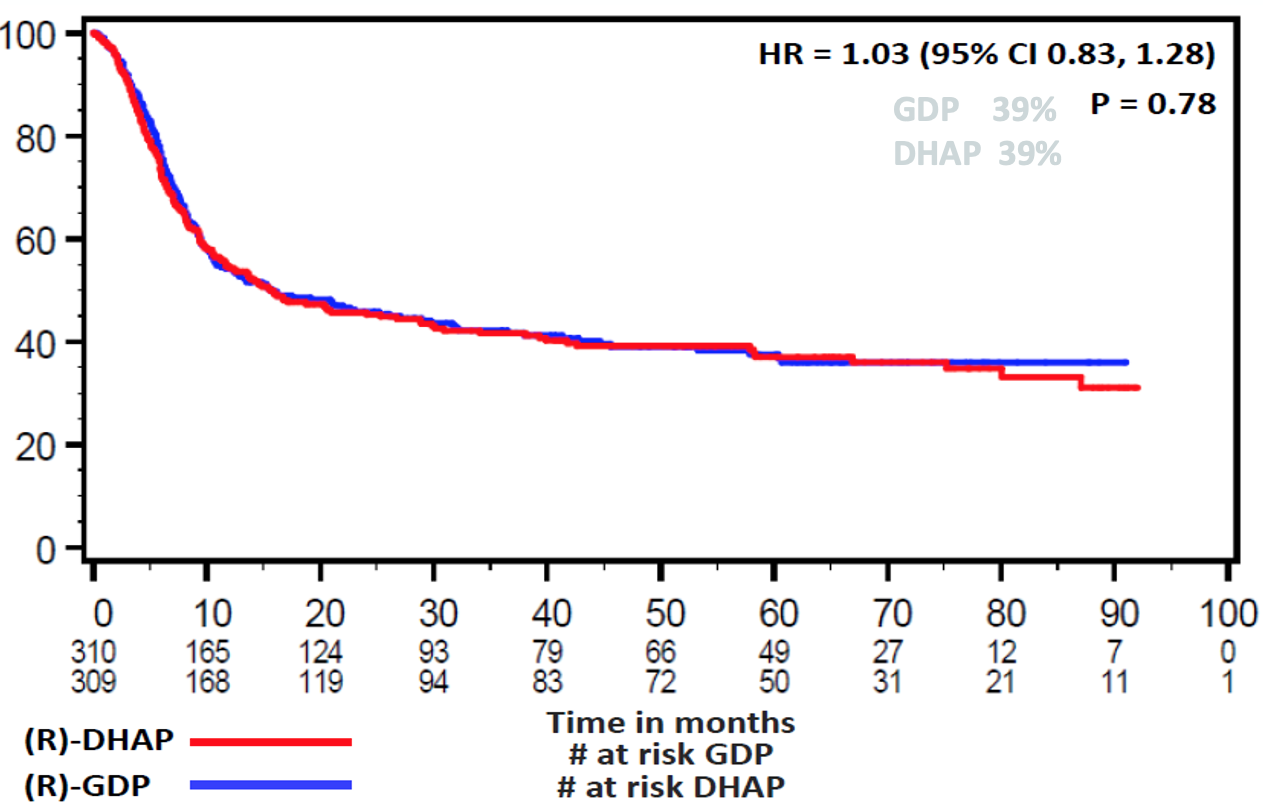 100
HR = 1.03 (95% CI 0.83, 1.28)
GDP 39%
P = 0.78
80
DHAP 39%
60
40
20
0
0 10 20 30 40 50 60 70 80 90 100
310 165 124 93 79 66 49 27 12 7 0
309 168 119 94 83 72 50 31 21 11 1
Time in months
(R)-DHAP
# at risk GDP
(R)-GDP
# at risk DHAP